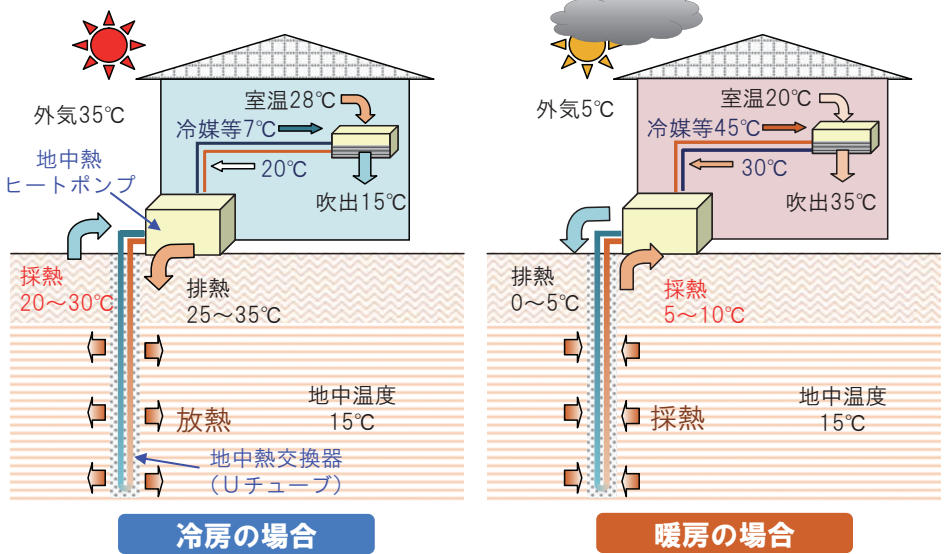 外気35℃
室温28℃
冷媒等7℃
20℃
吹出15℃
地中熱
ヒートポンプ
採熱
20～30℃
排熱
25～35℃
放熱
地中温度
15℃
地中熱交換器
（Uチューブ）
冷房の場合
外気5℃
室温20℃
冷媒等45℃
30℃
吹出35℃
排熱
0～5℃
採熱
5～10℃
採熱
地中温度
15℃
暖房の場合